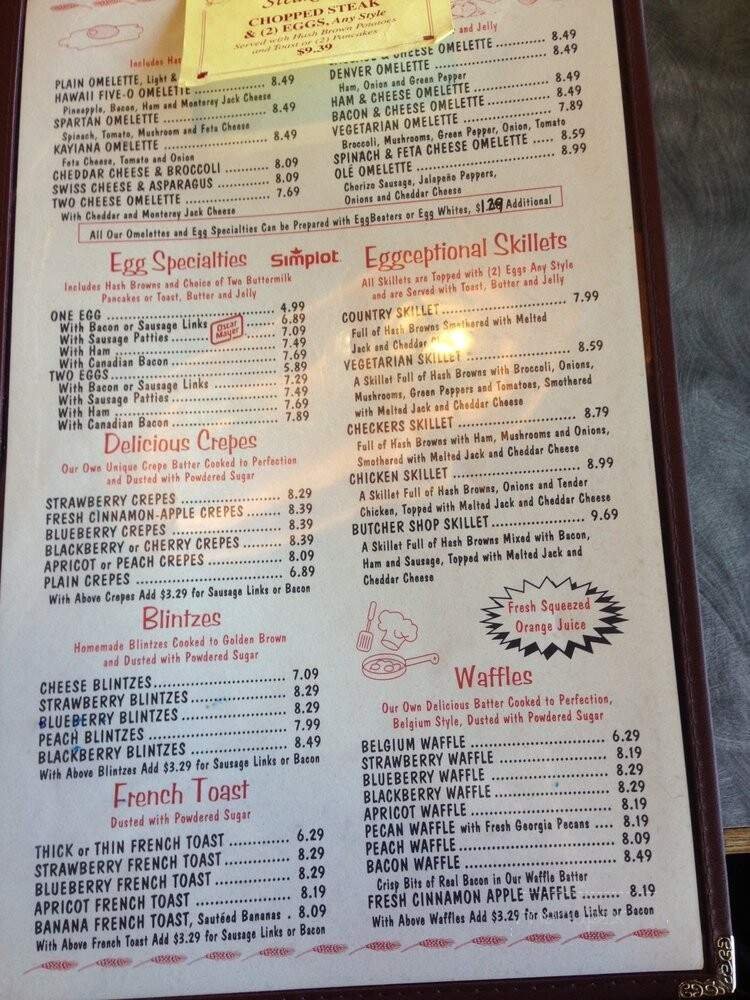 CHOPPED STEAK
& (2) EGGS, Any Style
Served with Hash Brown Potatoes
and Toast or (2) Pancakes
$9.39
Includes
PLAIN OMELETTE, Light & 8.49
HAWAII FIVE-O OMELETTE
Pineapple, Bacon, Ham and Monterey Jack Cheese
SPARTAN OMELETTE 8.49
Spinach, Tomato, Mushroom and Feta Cheese
KAYIANA OMELETTE 8.49
Feta Cheese, Tomato and Onion
CHEDDAR CHEESE & BROCCOLI 8.09
SWISS CHEESE & ASPARAGUS 8.09
TWO CHEESE OMELETTE 7.69
With Cheddar and Monterey Jack Cheese
and Jelly
& CHEESE OMELETTE 8.49
DENVER OMELETTE 8.49
Ham, Onion and Green Pepper
HAM & CHEESE OMELETTE 8.49
BACON & CHEESE OMELETTE 8.49
VEGETARIAN OMELETTE 7.89
Broccoli, Mushrooms, Green Pepper, Onion, Tomato
SPINACH & FETA CHEESE OMELETTE 8.59
OLÉ OMELETTE 8.99
Chorizo Sausage, Jalapeño Peppers,
Onions and Cheddar Cheese
All Our Omelettes and Egg Specialties Can be Prepared with EggBeaters or Egg Whites, $1.29 Additional
Egg Specialties
Simplot
Includes Hash Browns and Choice of Two Buttermilk
Pancakes or Toast, Butter and Jelly
ONE EGG 4.99
With Bacon or Sausage Links 6.89
With Sausage Patties 7.09
Oscar
Mayer
With Ham 7.49
With Canadian Bacon 7.69
TWO EGGS 5.89
With Bacon or Sausage Links 7.29
With Sausage Patties 7.49
With Ham 7.69
With Canadian Bacon 7.89
Delicious Crepes
Our Own Unique Crepe Batter Cooked to Perfection
and Dusted with Powdered Sugar
STRAWBERRY CREPES 8.29
FRESH CINNAMON-APPLE CREPES 8.39
BLUEBERRY CREPES 8.39
BLACKBERRY or CHERRY CREPES 8.39
APRICOT or PEACH CREPES 8.09
PLAIN CREPES 6.89
With Above Crepes Add $3.29 for Sausage Links or Bacon
Blintzes
Homemade Blintzes Cooked to Golden Brown
and Dusted with Powdered Sugar
CHEESE BLINTZES 7.09
STRAWBERRY BLINTZES 8.29
BLUEBERRY BLINTZES 8.29
PEACH BLINTZES 7.99
BLACKBERRY BLINTZES 8.49
With Above Blintzes Add $3.29 for Sausage Links or Bacon
French Toast
Dusted with Powdered Sugar
THICK or THIN FRENCH TOAST 6.29
STRAWBERRY FRENCH TOAST 8.29
BLUEBERRY FRENCH TOAST 8.29
APRICOT FRENCH TOAST 8.19
BANANA FRENCH TOAST, Sautéed Bananas 8.09
With Above French Toast Add $3.29 for Sausage Links or Bacon
Eggceptional Skillets
All Skillets are Topped with (2) Eggs Any Style
and are Served with Toast, Butter and Jelly
COUNTRY SKILLET 7.99
Full of Hash Browns Smothered with Melted
Jack and Cheddar
VEGETARIAN SKILLET 8.59
A Skillet Full of Hash Browns with Broccoli, Onions,
Mushrooms, Green Peppers and Tomatoes, Smothered
with Melted Jack and Cheddar Cheese
CHECKERS SKILLET 8.79
Full of Hash Browns with Ham, Mushrooms and Onions,
Smothered with Melted Jack and Cheddar Cheese
CHICKEN SKILLET 8.99
A Skillet Full of Hash Browns, Onions and Tender
Chicken, Topped with Melted Jack and Cheddar Cheese
BUTCHER SHOP SKILLET 9.69
A Skillet Full of Hash Browns Mixed with Bacon,
Ham and Sausage, Topped with Melted Jack and
Cheddar Cheese
Fresh Squeezed
Orange Juice
Waffles
Our Own Delicious Batter Cooked to Perfection,
Belgium Style, Dusted with Powdered Sugar
BELGIUM WAFFLE 6.29
STRAWBERRY WAFFLE 8.19
BLUEBERRY WAFFLE 8.29
BLACKBERRY WAFFLE 8.29
APRICOT WAFFLE 8.19
PECAN WAFFLE with Fresh Georgia Pecans 8.19
PEACH WAFFLE 8.09
BACON WAFFLE 8.49
Crisp Bits of Real Bacon in Our Waffle Batter
FRESH CINNAMON APPLE WAFFLE 8.19
With Above Waffles Add $3.29 for Sausage Links or Bacon